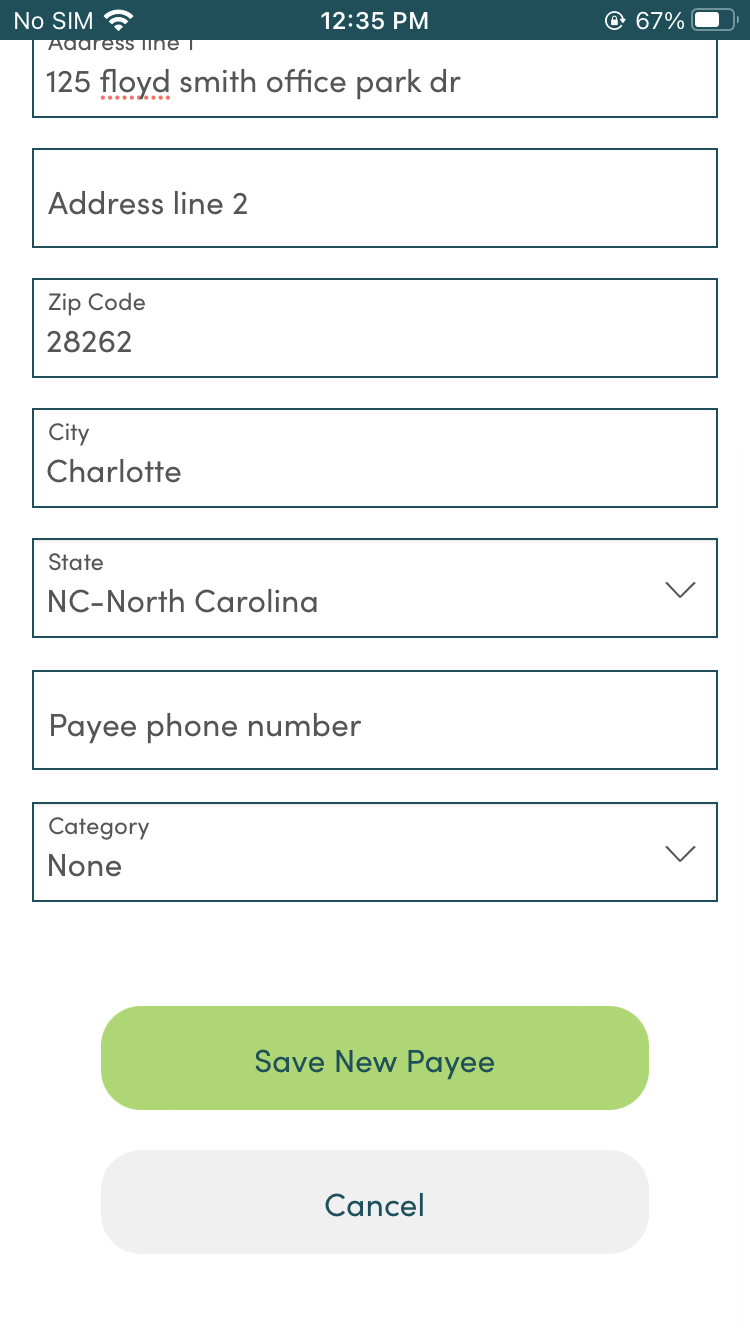 No SIM 12:35 PM 67%
Address line 1
125 floyd smith office park dr
Address line 2
Zip Code
28262
City
Charlotte
State
NC-North Carolina
Payee phone number
Category
None
Save New Payee
Cancel